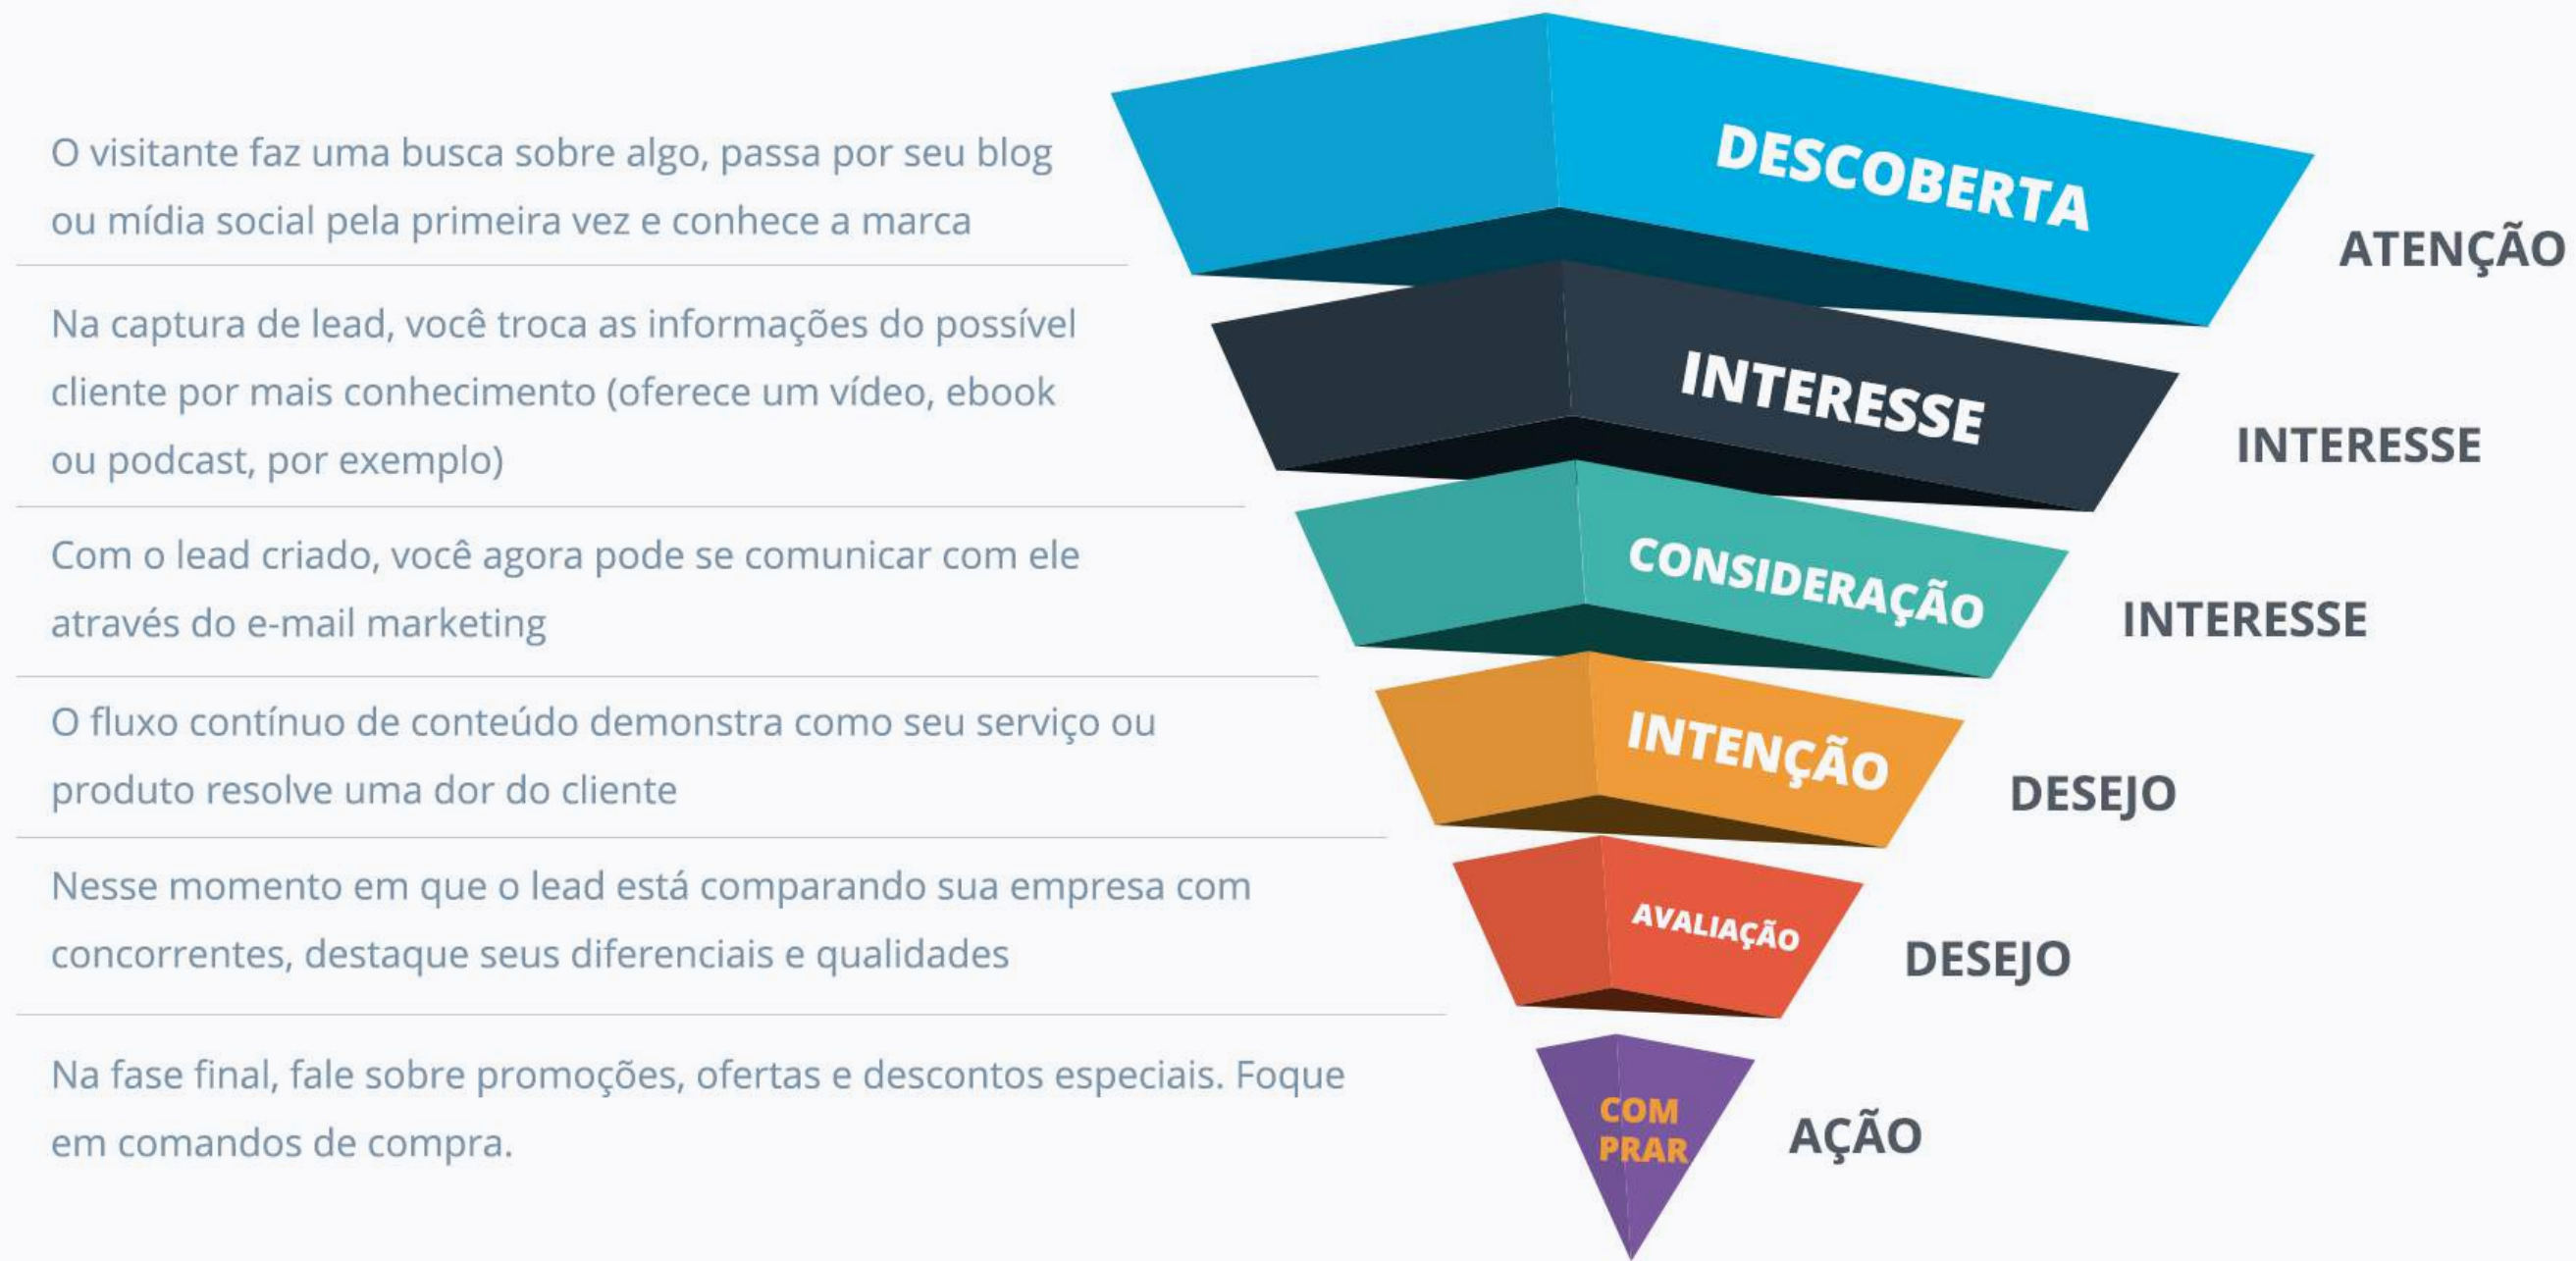 O visitante faz uma busca sobre algo, passa por seu blog
ou mídia social pela primeira vez e conhece a marca
DESCOBERTA
ATENÇÃO
Na captura de lead, você troca as informações do possível
cliente por mais conhecimento (oferece um vídeo, ebook
ou podcast, por exemplo)
INTERESSE
INTERESSE
Com o lead criado, você agora pode se comunicar com ele
através do e-mail marketing
CONSIDERAÇÃO
INTERESSE
O fluxo contínuo de conteúdo demonstra como seu serviço ou
produto resolve uma dor do cliente
INTENÇÃO
DESEJO
Nesse momento em que o lead está comparando sua empresa com
concorrentes, destaque seus diferenciais e qualidades
AVALIAÇÃO
DESEJO
Na fase final, fale sobre promoções, ofertas e descontos especiais. Foque
em comandos de compra.
COM
PRAR
AÇÃO